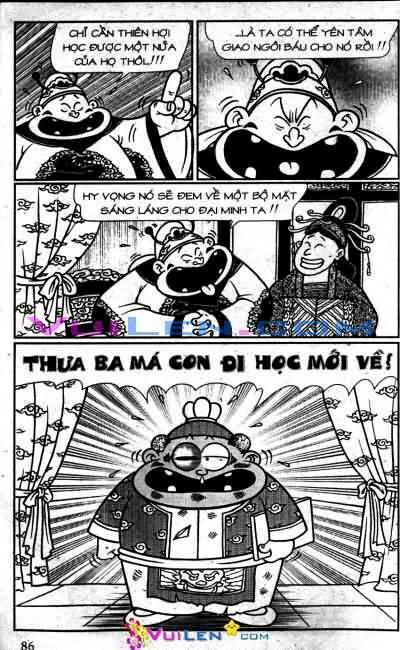 CHỈ CẦN THIÊN HỢI
HỌC ĐƯỢC MỘT NỬA
CỦA HỌ THÔI...!!!
...LÀ TA CÓ THỂ YÊN TÂM
GIAO NGÔI BÁU CHO NÓ RỒI !!
HY VỌNG NÓ SẼ ĐEM VỀ MỘT BỘ MẶT
SÁNG LÁNG CHO ĐẠI MINH TA !!
VUILEN.COM
THƯA BA MÁ CON ĐI HỌC MỚI VỀ!
86
VUILEN.COM